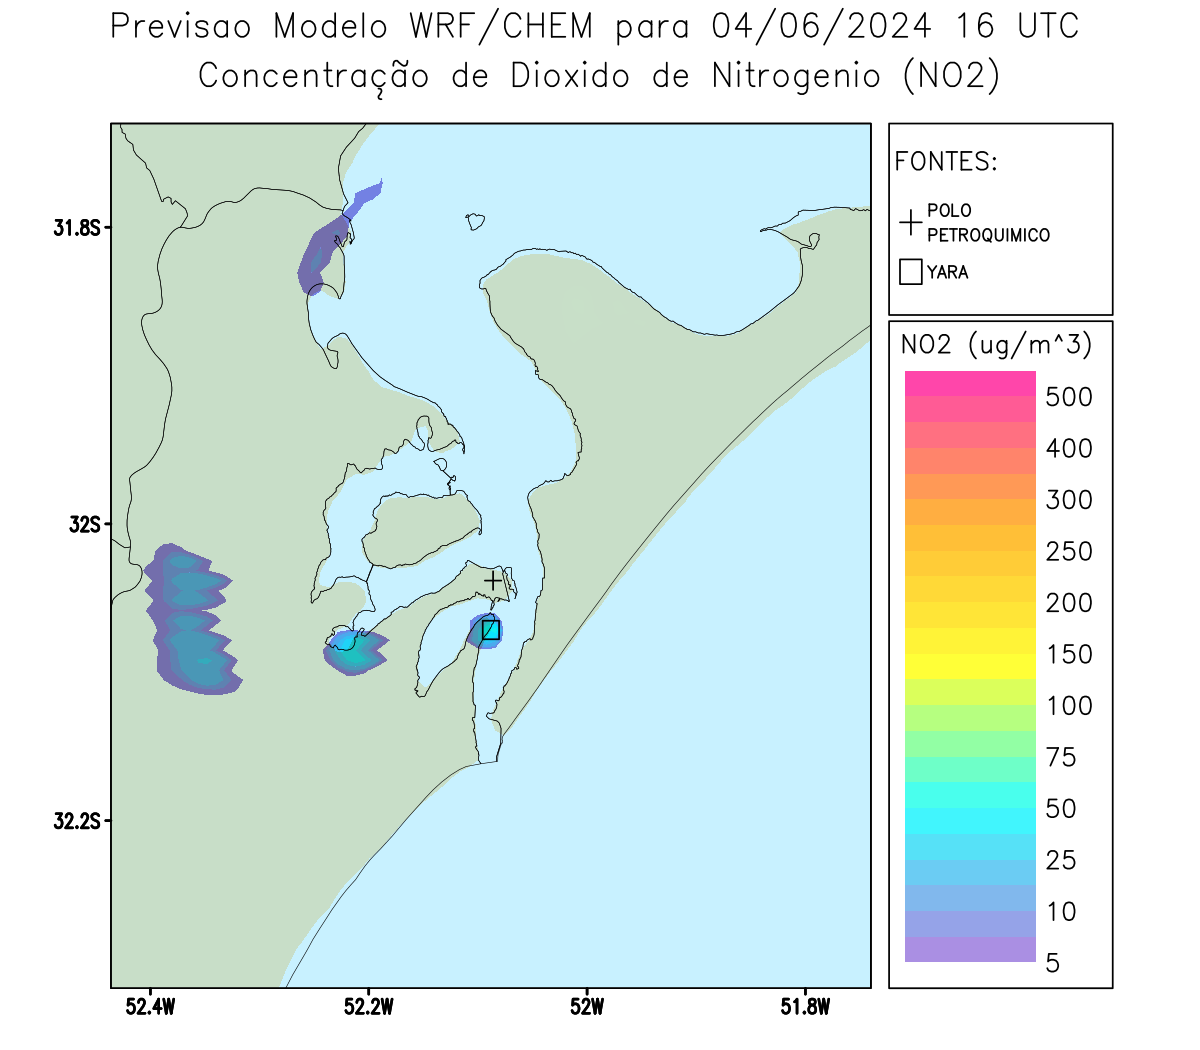 Previsao Modelo WRF/CHEM para 04/06/2024 16 UTC
Concentração de Dioxido de Nitrogenio (NO2)
FONTES:
POLO
PETROQUIMICO
YARA
NO2 (ug/m^3)
500
400
300
250
200
150
100
75
50
25
10
5
31.8S
32S
32.2S
52.4W
52.2W
52W
51.8W